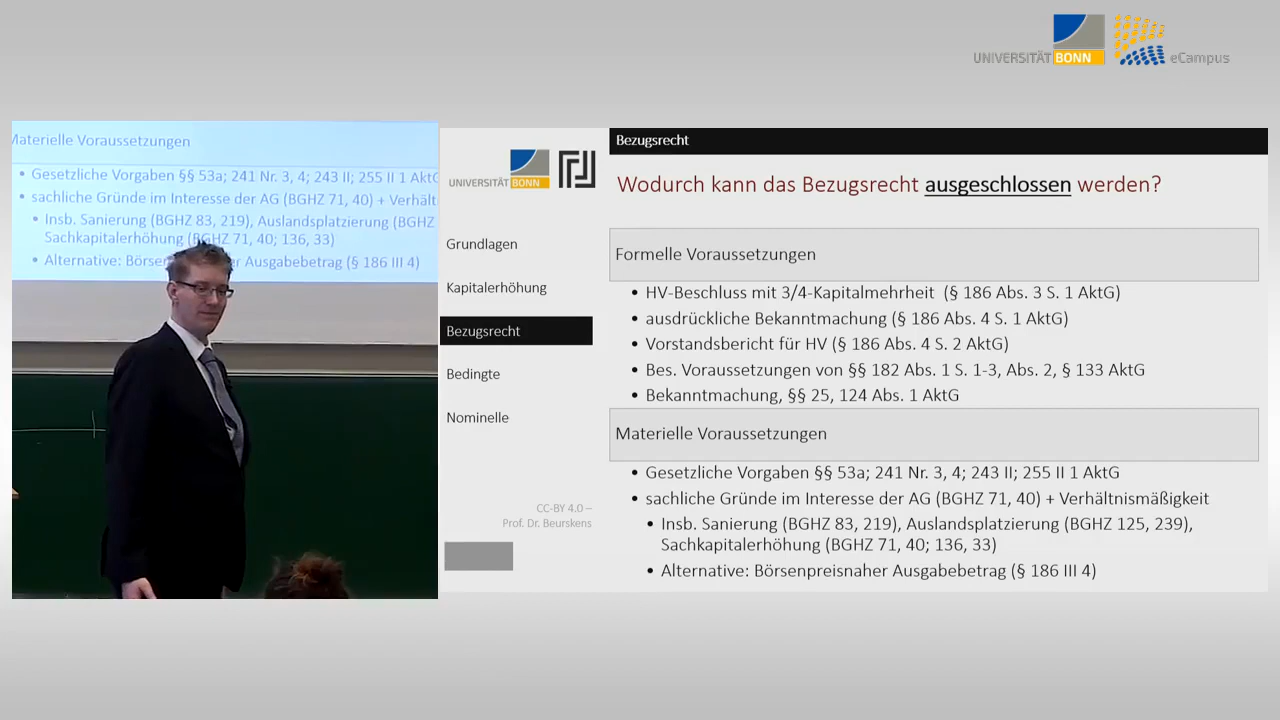 UNIVERSITÄT BONN
eCampus
Materielle Voraussetzungen
• Gesetzliche Vorgaben §§ 53a; 241 Nr. 3, 4; 243 II; 255 II 1 AktG
• sachliche Gründe im Interesse der AG (BGHZ 71, 40) +
• Insb. Sanierung (BGHZ 83, 219), Auslandsplatzierung (BGHZ
Sachkapitalerhöhung (BGHZ 71, 40; 136, 33)
• Alternative: Ausgabebetrag (§ 186 III 4)
UNIVERSITÄT BONN
Grundlagen
Kapitalerhöhung
Bezugsrecht
Bedingte
Nominelle
CC-BY 4.0 –
Prof. Dr. Beurskens
Bezugsrecht
Wodurch kann das Bezugsrecht ausgeschlossen werden?
Formelle Voraussetzungen
• HV-Beschluss mit 3/4-Kapitalmehrheit (§ 186 Abs. 3 S. 1 AktG)
• ausdrückliche Bekanntmachung (§ 186 Abs. 4 S. 1 AktG)
• Vorstandsbericht für HV (§ 186 Abs. 4 S. 2 AktG)
• Bes. Voraussetzungen von §§ 182 Abs. 1 S. 1-3, Abs. 2, § 133 AktG
• Bekanntmachung, §§ 25, 124 Abs. 1 AktG
Materielle Voraussetzungen
• Gesetzliche Vorgaben §§ 53a; 241 Nr. 3, 4; 243 II; 255 II 1 AktG
• sachliche Gründe im Interesse der AG (BGHZ 71, 40) + Verhältnismäßigkeit
• Insb. Sanierung (BGHZ 83, 219), Auslandsplatzierung (BGHZ 125, 239),
Sachkapitalerhöhung (BGHZ 71, 40; 136, 33)
• Alternative: Börsenpreisnaher Ausgabebetrag (§ 186 III 4)